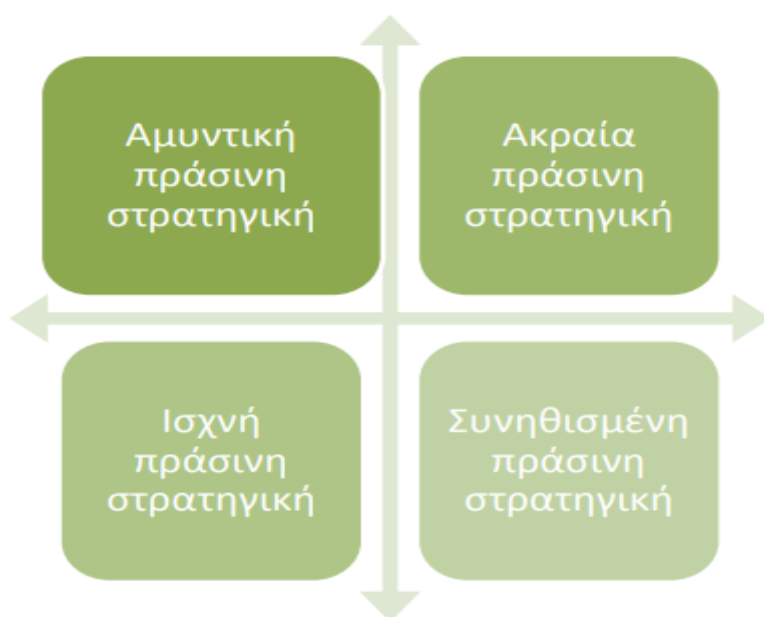 Αμυντική
πράσινη
στρατηγική
Ακραία
πράσινη
στρατηγική
Ισχνή
πράσινη
στρατηγική
Συνηθισμένη
πράσινη
στρατηγική